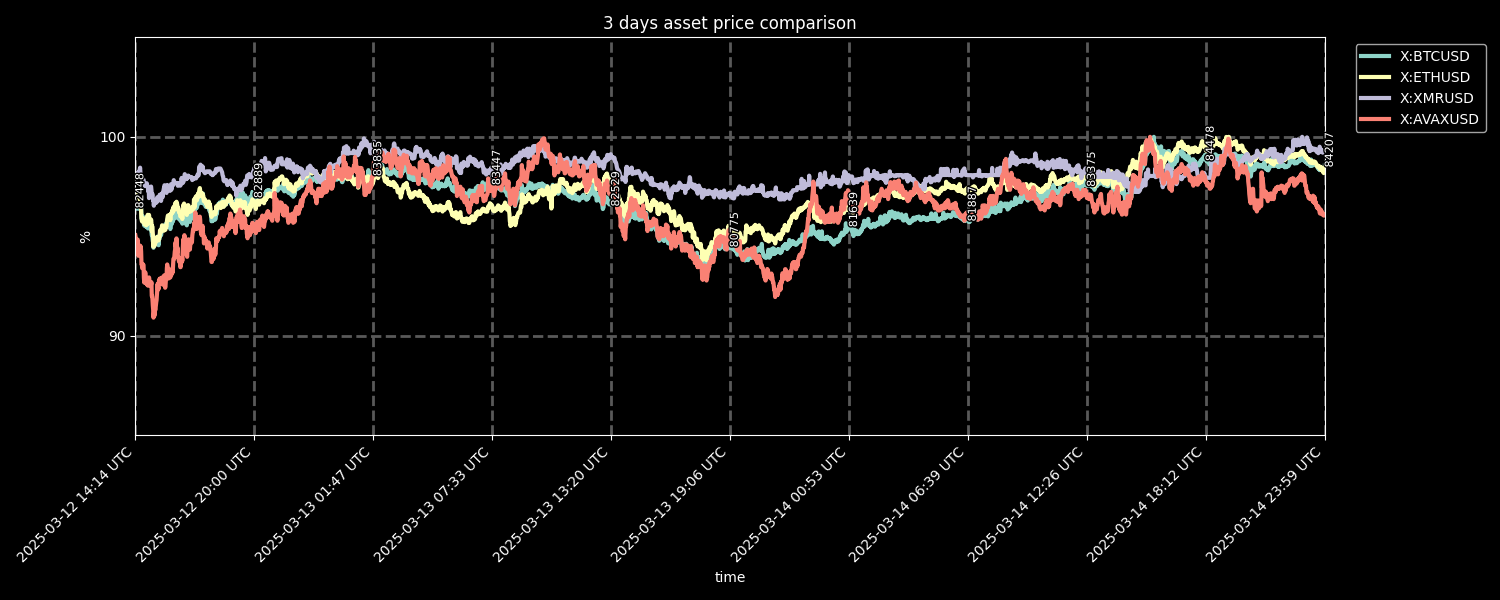 3 days asset price comparison
X:BTCUSD
X:ETHUSD
X:XMRUSD
X:AVAXUSD
100
90
%
82889
83835
83447
82529
80775
81639
81887
83375
84478
84207
2025-03-12 14:14 UTC
2025-03-12 20:00 UTC
2025-03-13 01:47 UTC
2025-03-13 07:33 UTC
2025-03-13 13:20 UTC
2025-03-13 19:06 UTC
2025-03-14 00:53 UTC
2025-03-14 06:39 UTC
2025-03-14 12:26 UTC
2025-03-14 18:12 UTC
2025-03-14 23:59 UTC
time